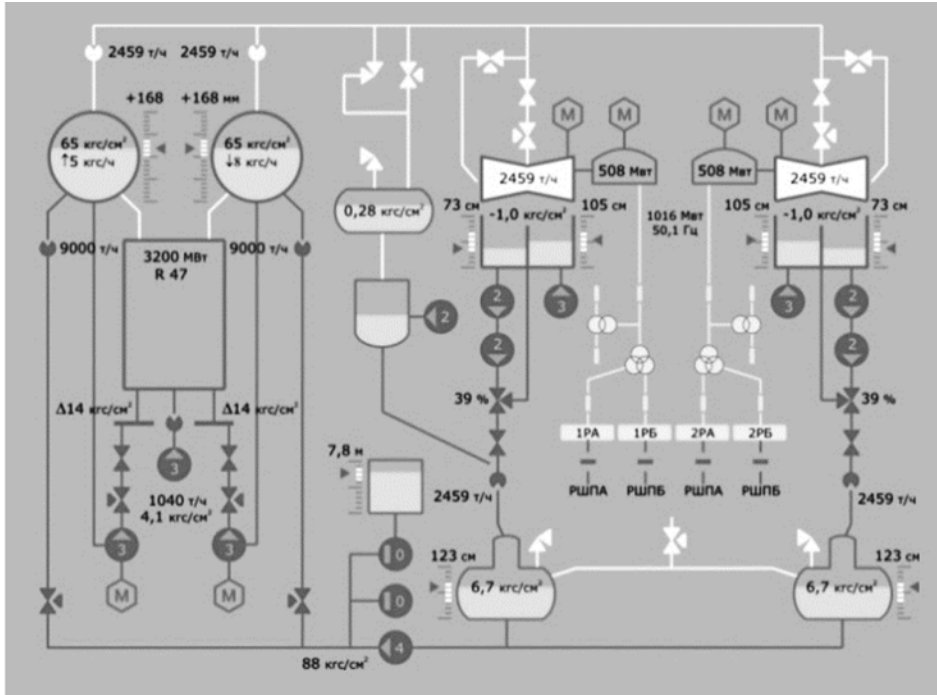 2459 т/ч
2459 т/ч
+168
+168 мм
65 кгс/см²
↑5 кгс/ч
65 кгс/см²
↓8 кгс/ч
9000 т/ч
9000 т/ч
3200 МВт
R 47
Δ14 кгс/см²
Δ14 кгс/см²
3
1040 т/ч
4,1 кгс/см²
3
3
М
М
88 кгс/см²
0,28 кгс/см²
2
7,8 м
0
0
4
М
М
М
М
2459 т/ч
508 Мвт
508 Мвт
2459 т/ч
73 см
-1,0 кгс/см²
105 см
1016 Мвт
50,1 Гц
105 см
-1,0 кгс/см²
73 см
2
3
3
2
2
2
39 %
39 %
1РА
1РБ
2РА
2РБ
РШПА
РШПБ
РШПА
РШПБ
2459 т/ч
2459 т/ч
123 см
123 см
6,7 кгс/см²
6,7 кгс/см²